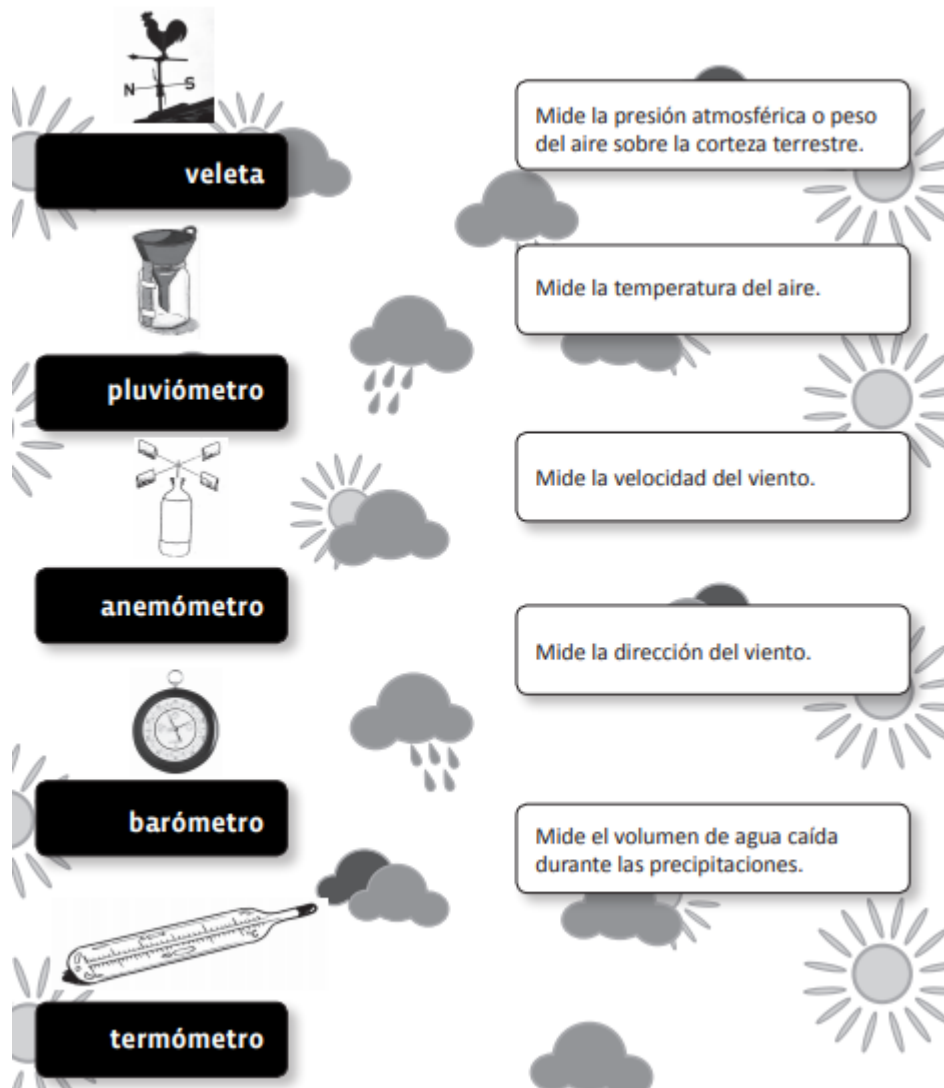 N S
veleta
pluviómetro
anemómetro
barómetro
termómetro
Mide la presión atmosférica o peso
del aire sobre la corteza terrestre.
Mide la temperatura del aire.
Mide la velocidad del viento.
Mide la dirección del viento.
Mide el volumen de agua caída
durante las precipitaciones.